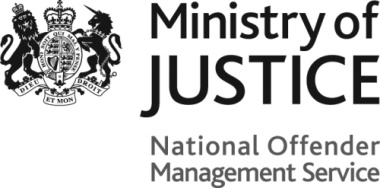 Ministry of
JUSTICE
DIEU ET MON DROIT
National Offender
Management Service